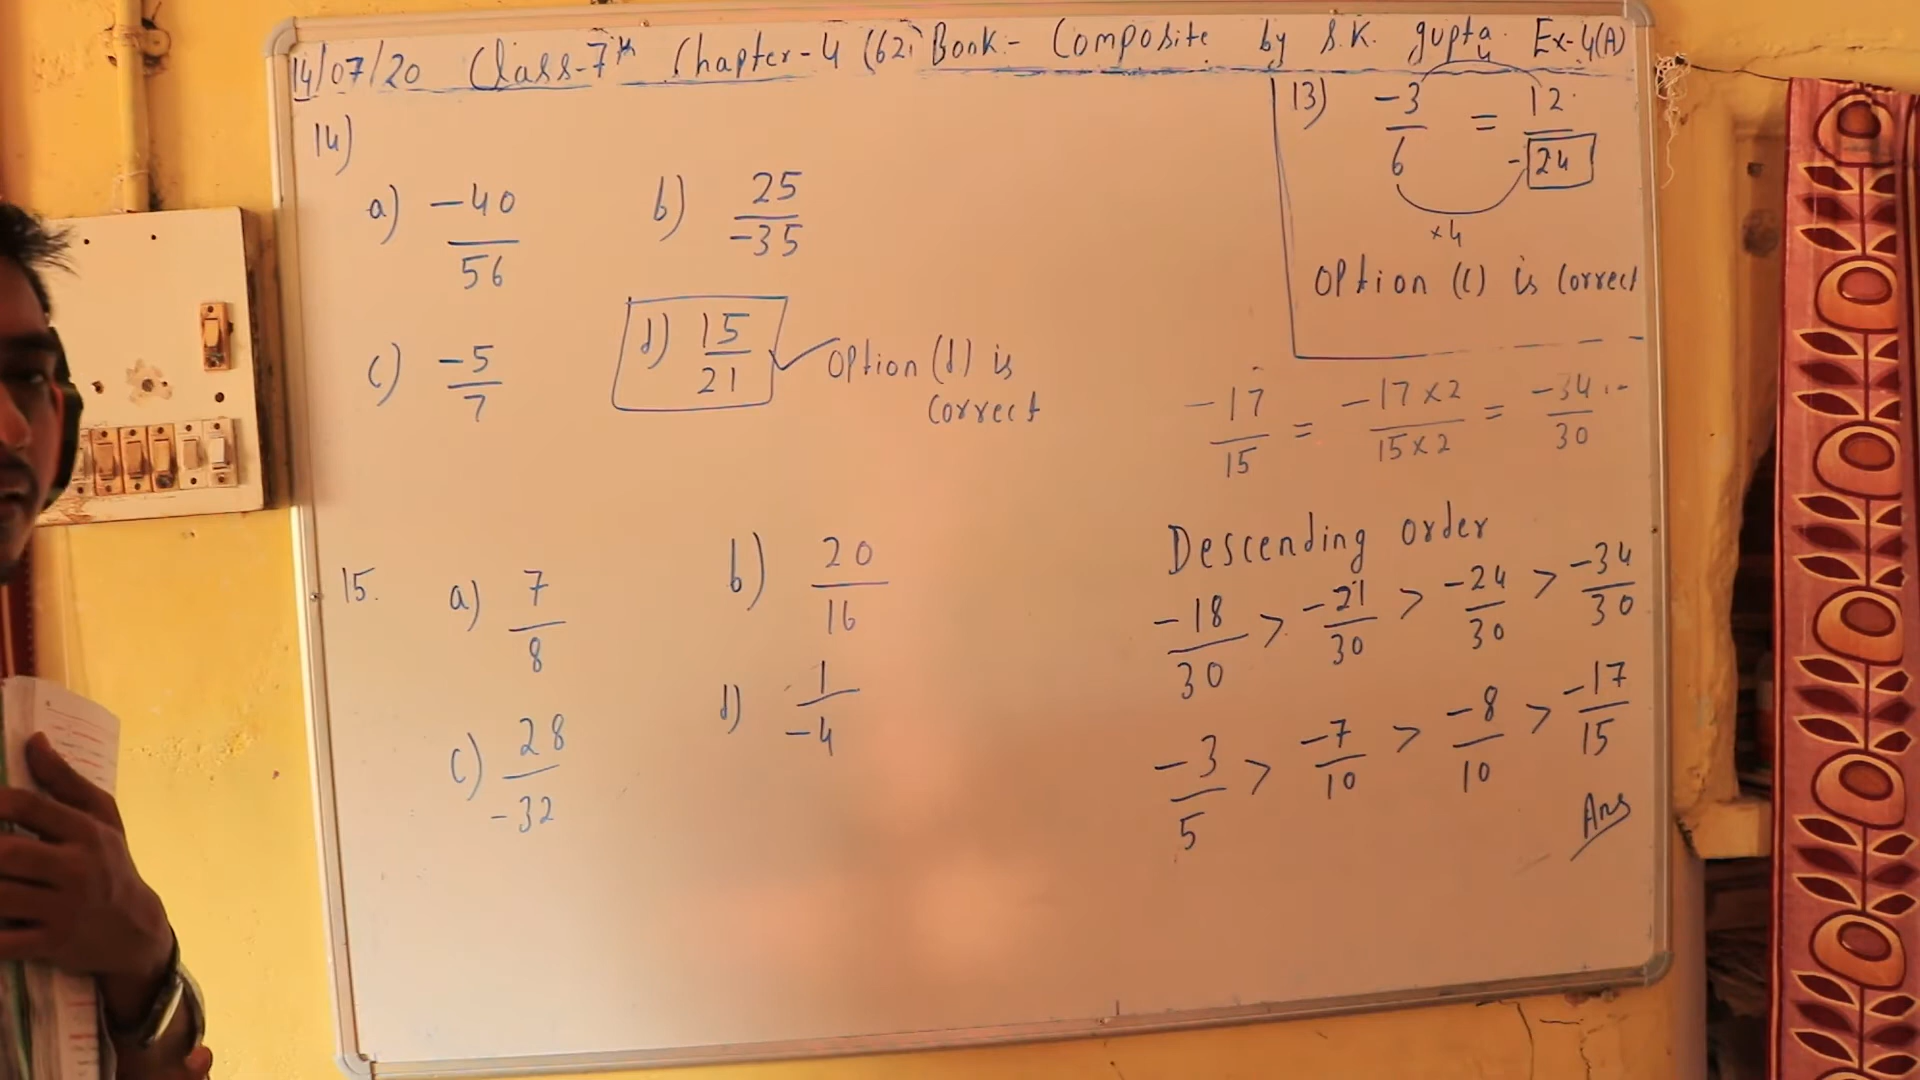 14/07/20 Class-7th Chapter-4 (62) Book- Composite by S.K. gupta. Ex-4(A)
14)
a) -40/56 b) 25/-35
c) -5/7 d) 15/21 ✓ Option (d) is
correct
15. a) 7/8 b) 20/16
c) 28/-32 d) 1/-4
13) -3/6 = 12/-24
4
×4
Option (C) is correct
-17/15 = -17×2/15×2 = -34/30
Descending order
-18/30 > -21/30 > -24/30 > -34/30
-3/5 > -7/10 > -8/10 > -17/15
Ans